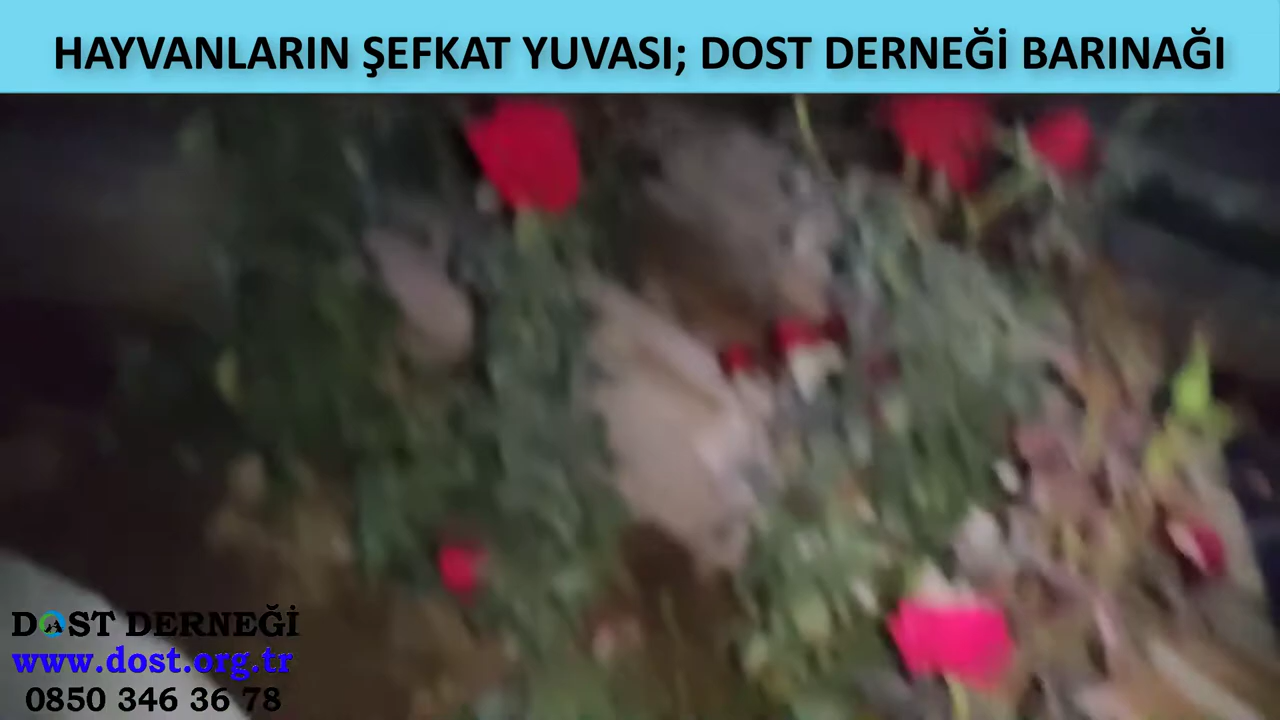 HAYVANLARIN ŞEFKAT YUVASI; DOST DERNEĞİ BARINAĞI
DOST DERNEĞİ
www.dost.org.tr
0850 346 36 78